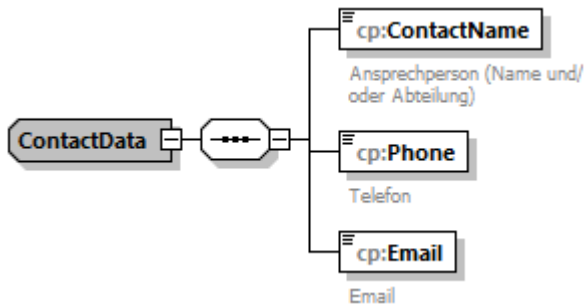 cp:ContactName
Ansprechperson (Name und/
oder Abteilung)
ContactData
cp:Phone
Telefon
cp:Email
Email